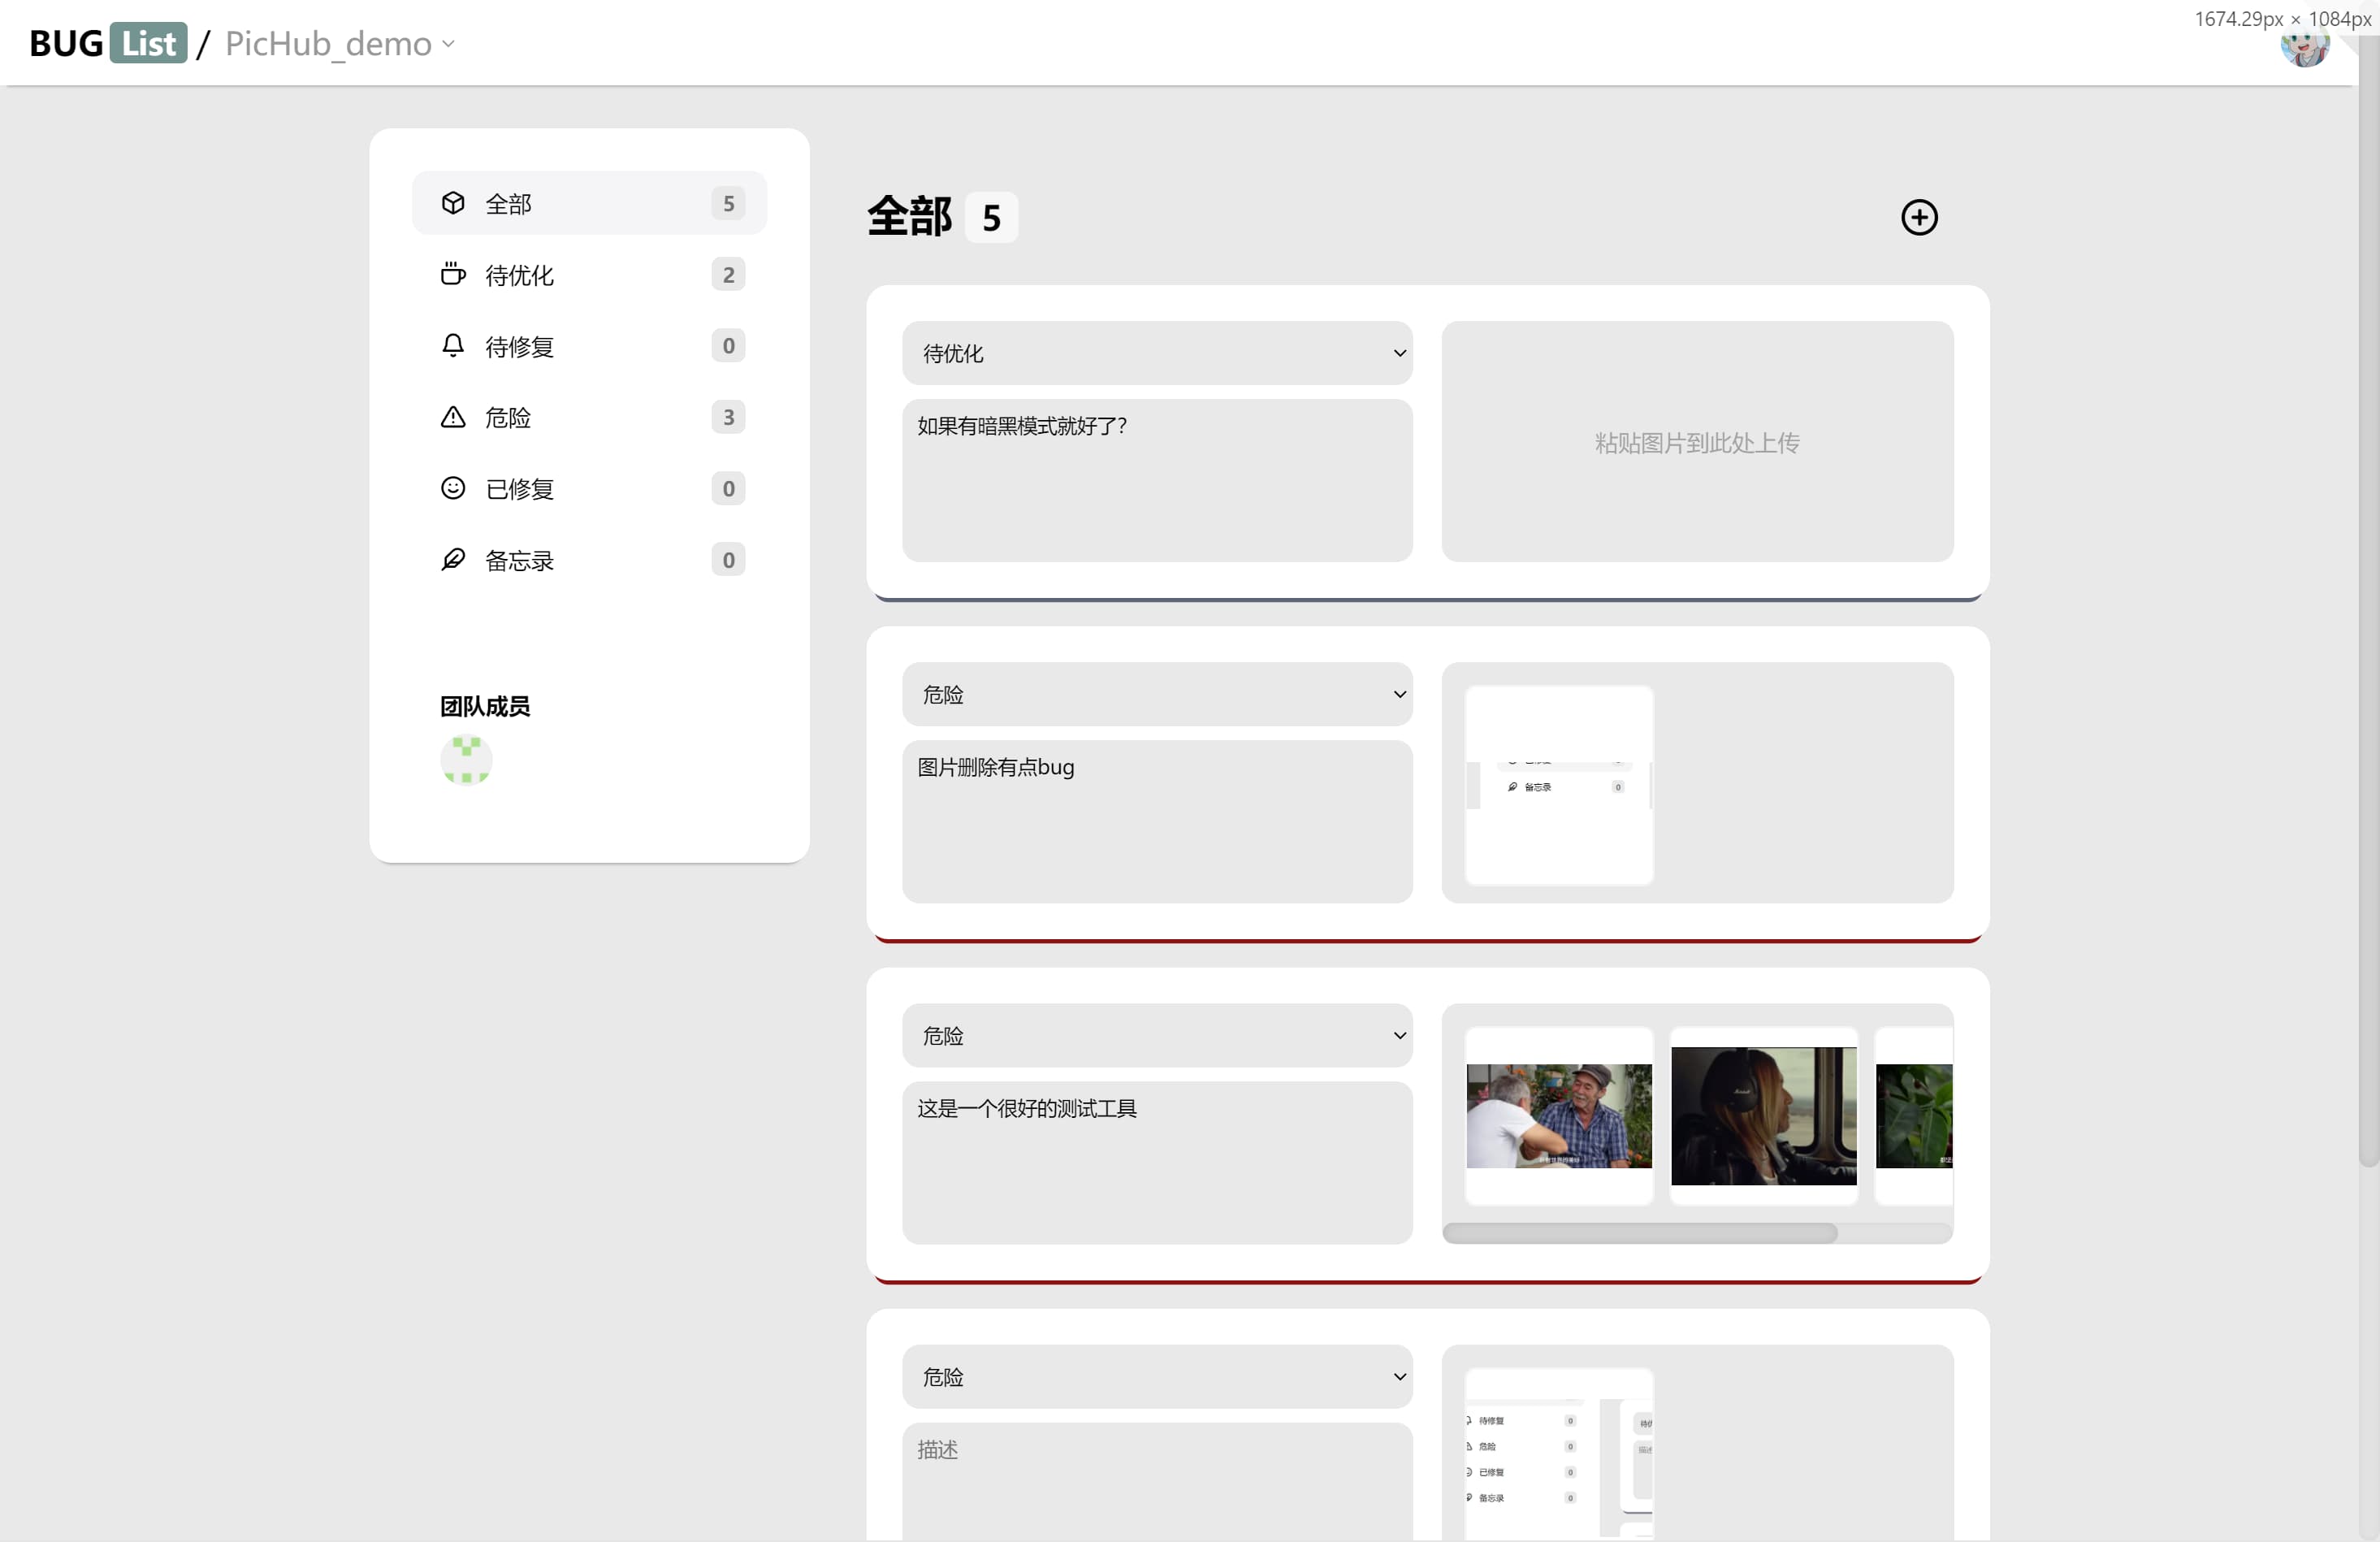 BUG List / PicHub_demo
1674.29px × 1084px
全部 5
待优化 2
待修复 0
危险 3
已修复 0
备忘录 0
团队成员
全部 5
待优化
如果有暗黑模式就好了?
粘贴图片到此处上传
危险
图片删除有点bug
备忘录 0
危险
这是一个很好的测试工具
危险
描述
待修复 0
危险 0
已修复 0
备忘录 0